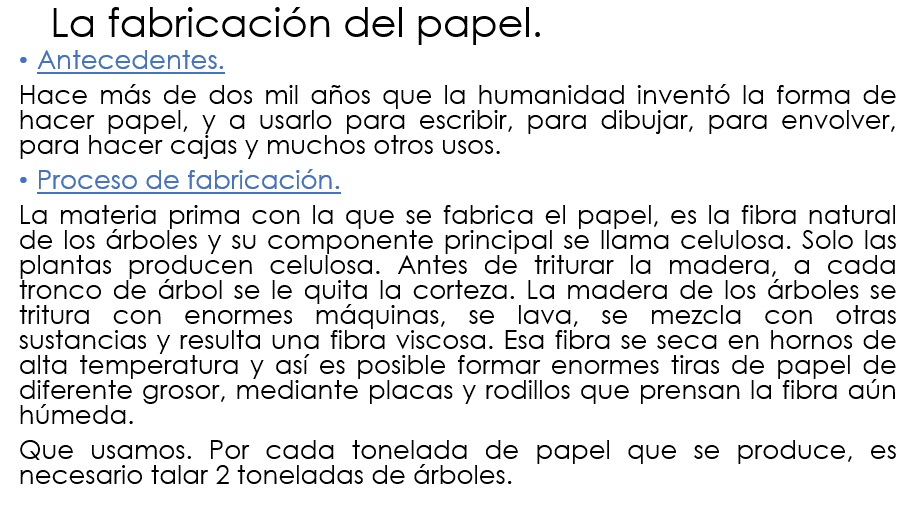 La fabricación del papel.
• Antecedentes.
Hace más de dos mil años que la humanidad inventó la forma de
hacer papel, y a usarlo para escribir, para dibujar, para envolver,
para hacer cajas y muchos otros usos.
• Proceso de fabricación.
La materia prima con la que se fabrica el papel, es la fibra natural
de los árboles y su componente principal se llama celulosa. Solo las
plantas producen celulosa. Antes de triturar la madera, a cada
tronco de árbol se le quita la corteza. La madera de los árboles se
tritura con enormes máquinas, se lava, se mezcla con otras
sustancias y resulta una fibra viscosa. Esa fibra se seca en hornos de
alta temperatura y así es posible formar enormes tiras de papel de
diferente grosor, mediante placas y rodillos que prensan la fibra aún
húmeda.
Que usamos. Por cada tonelada de papel que se produce, es
necesario talar 2 toneladas de árboles.